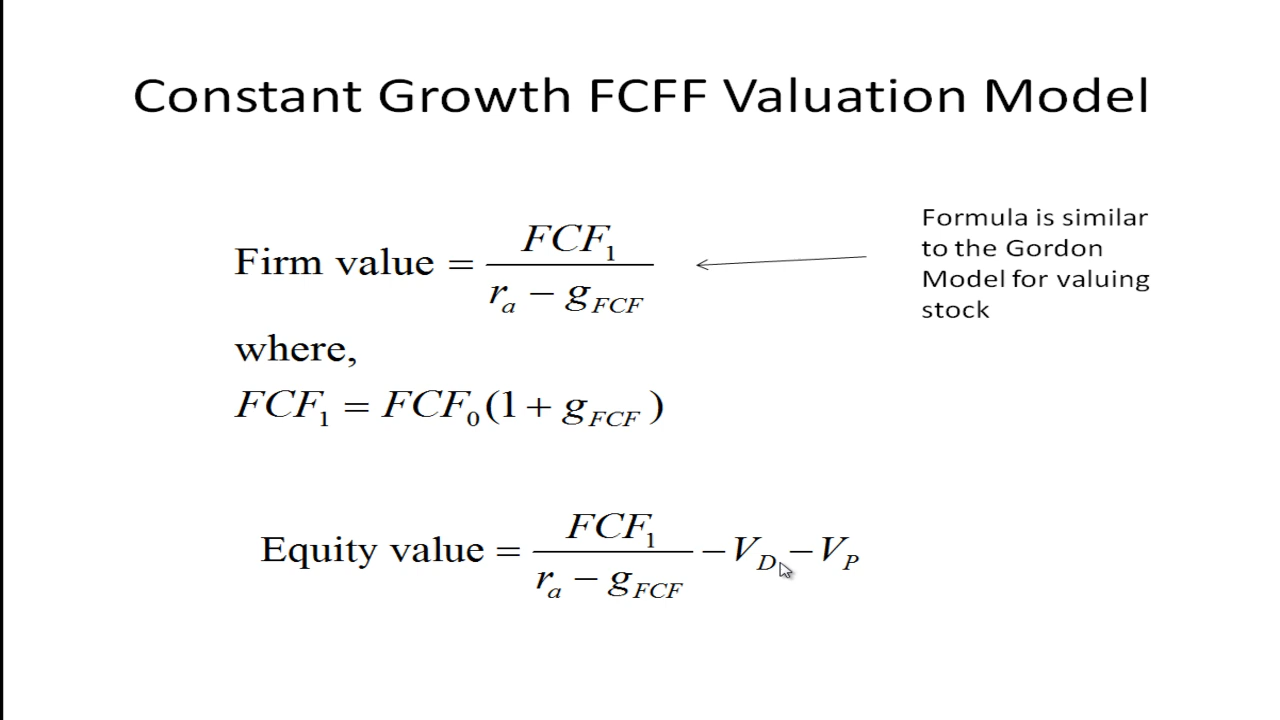 Constant Growth FCFF Valuation Model
Firm value = FCF₁ / (rₐ − g_FCF)
Formula is similar
to the Gordon
Model for valuing
stock
where,
FCF₁ = FCF₀(1 + g_FCF )
Equity value = FCF₁ / (rₐ − g_FCF) − V_D − V_P